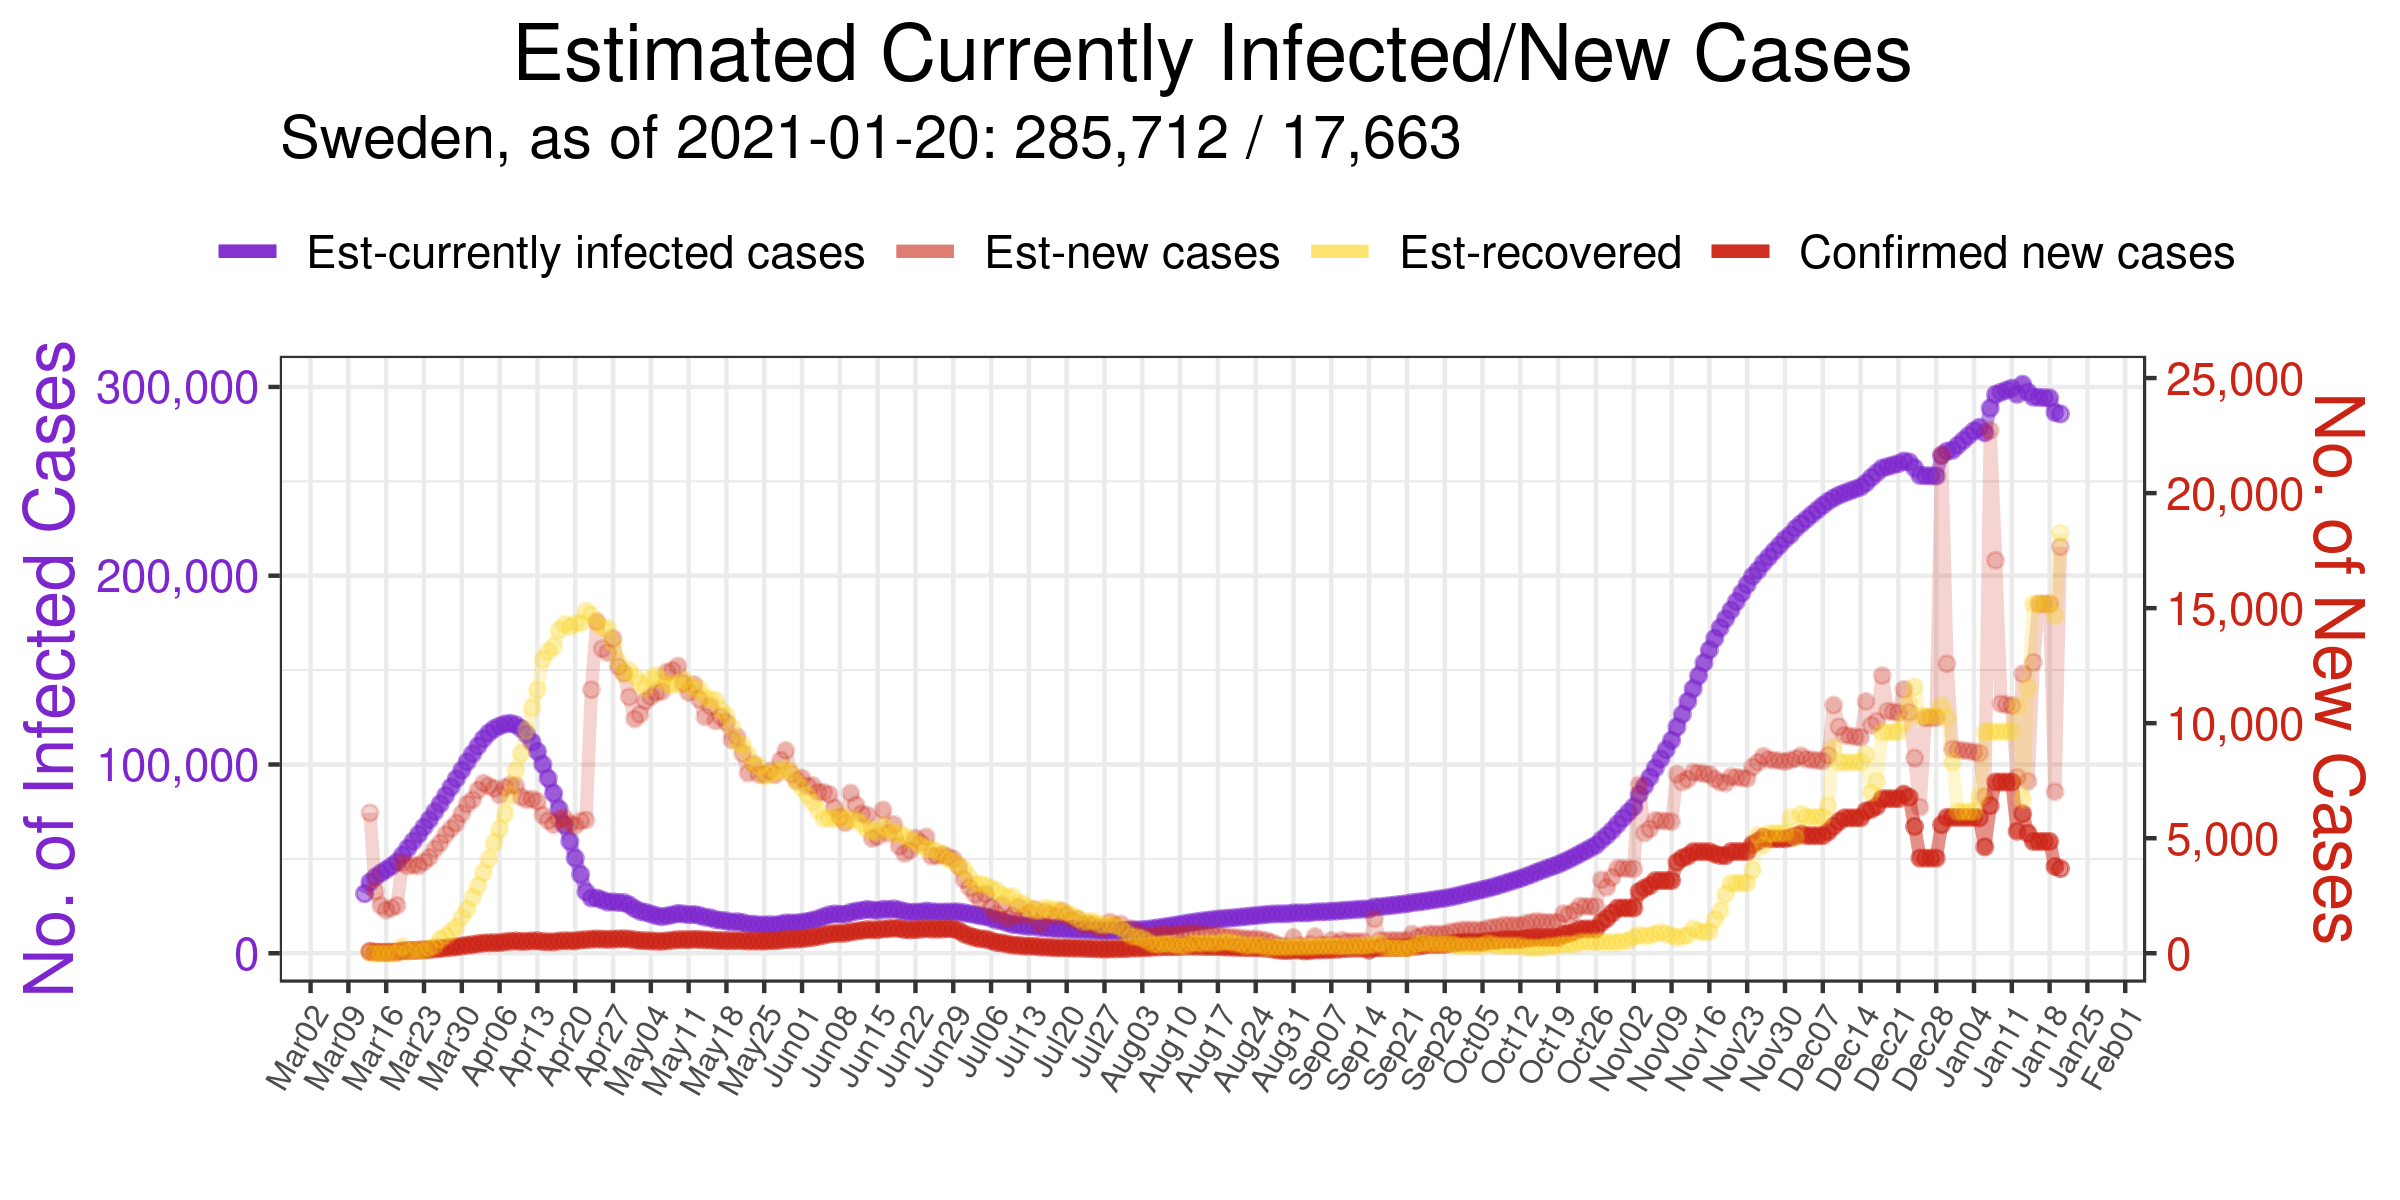 Estimated Currently Infected/New Cases
Sweden, as of 2021-01-20: 285,712 / 17,663
Est-currently infected cases Est-new cases Est-recovered Confirmed new cases
No. of Infected Cases
300,000
200,000
100,000
0
25,000
20,000
15,000
10,000
5,000
0
No. of New Cases
Mar02 Mar09 Mar16 Mar23 Mar30 Apr06 Apr13 Apr20 Apr27 May04 May11 May18 May25 Jun01 Jun08 Jun15 Jun22 Jun29 Jul06 Jul13 Jul20 Jul27 Aug03 Aug10 Aug17 Aug24 Aug31 Sep07 Sep14 Sep21 Sep28 Oct05 Oct12 Oct19 Oct26 Nov02 Nov09 Nov16 Nov23 Nov30 Dec07 Dec14 Dec21 Dec28 Jan04 Jan11 Jan18 Jan25 Feb01